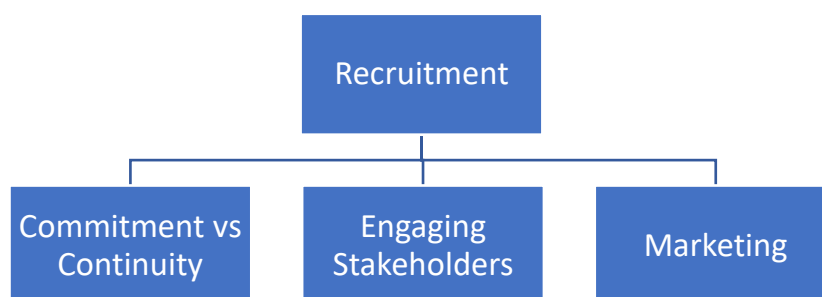 Recruitment
Commitment vs
Continuity
Engaging
Stakeholders
Marketing